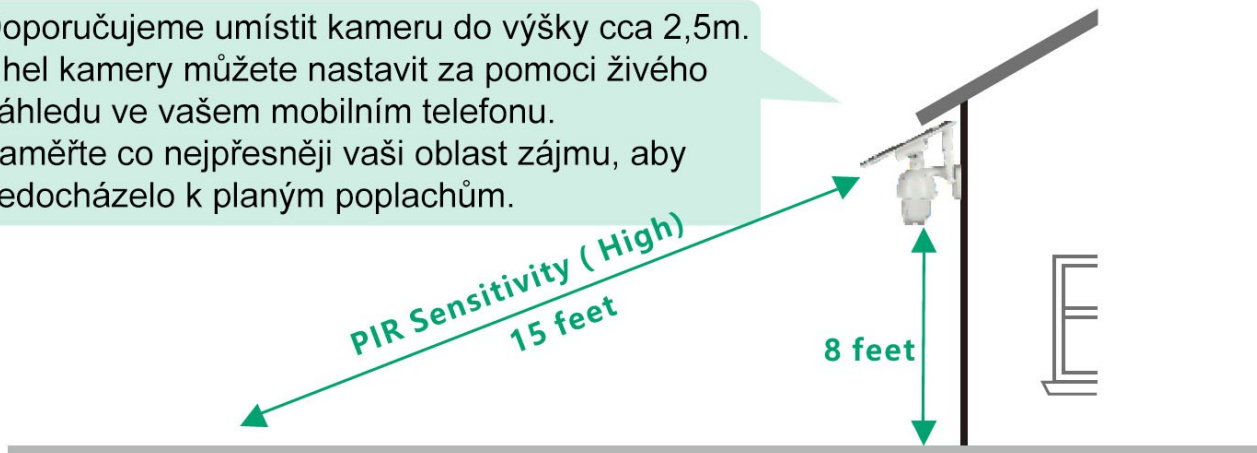 oporučujeme umístit kameru do výšky cca 2,5m.
hel kamery můžete nastavit za pomoci živého
áhledu ve vašem mobilním telefonu.
aměřte co nejpřesněji vaši oblast zájmu, aby
edocházelo k planým poplachům.
PIR Sensitivity ( High)
15 feet
8 feet